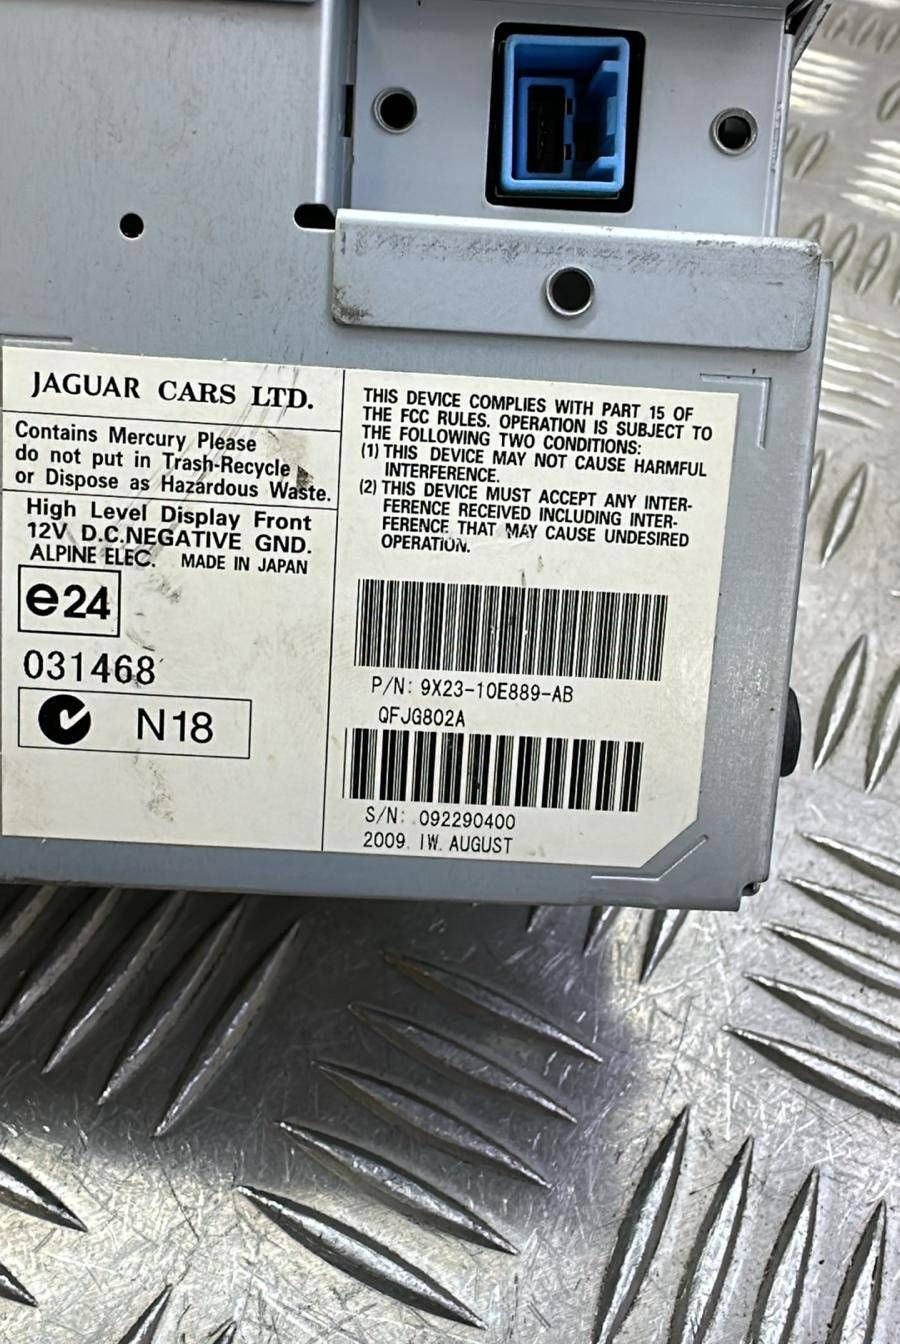 JAGUAR CARS LTD.
Contains Mercury Please
do not put in Trash-Recycle
or Dispose as Hazardous Waste.
High Level Display Front
12V D.C.NEGATIVE GND.
ALPINE ELEC. MADE IN JAPAN
e24
031468
N18
THIS DEVICE COMPLIES WITH PART 15 OF
THE FCC RULES. OPERATION IS SUBJECT TO
THE FOLLOWING TWO CONDITIONS:
(1) THIS DEVICE MAY NOT CAUSE HARMFUL
INTERFERENCE.
(2) THIS DEVICE MUST ACCEPT ANY INTER-
FERENCE RECEIVED INCLUDING INTER-
FERENCE THAT MAY CAUSE UNDESIRED
OPERATION.
P/N: 9X23-10E889-AB
QFJG802A
S/N: 092290400
2009. IW. AUGUST